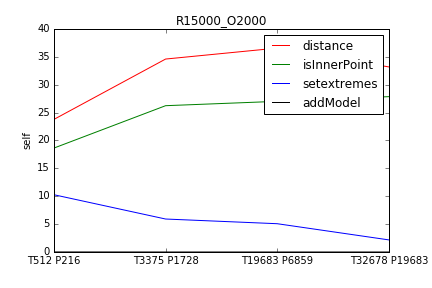 R15000_O2000
40
35
30
25
20
15
10
5
0
self
distance
isInnerPoint
setextremes
addModel
T512 P216 T3375 P1728 T19683 P6859 T32678 P19683